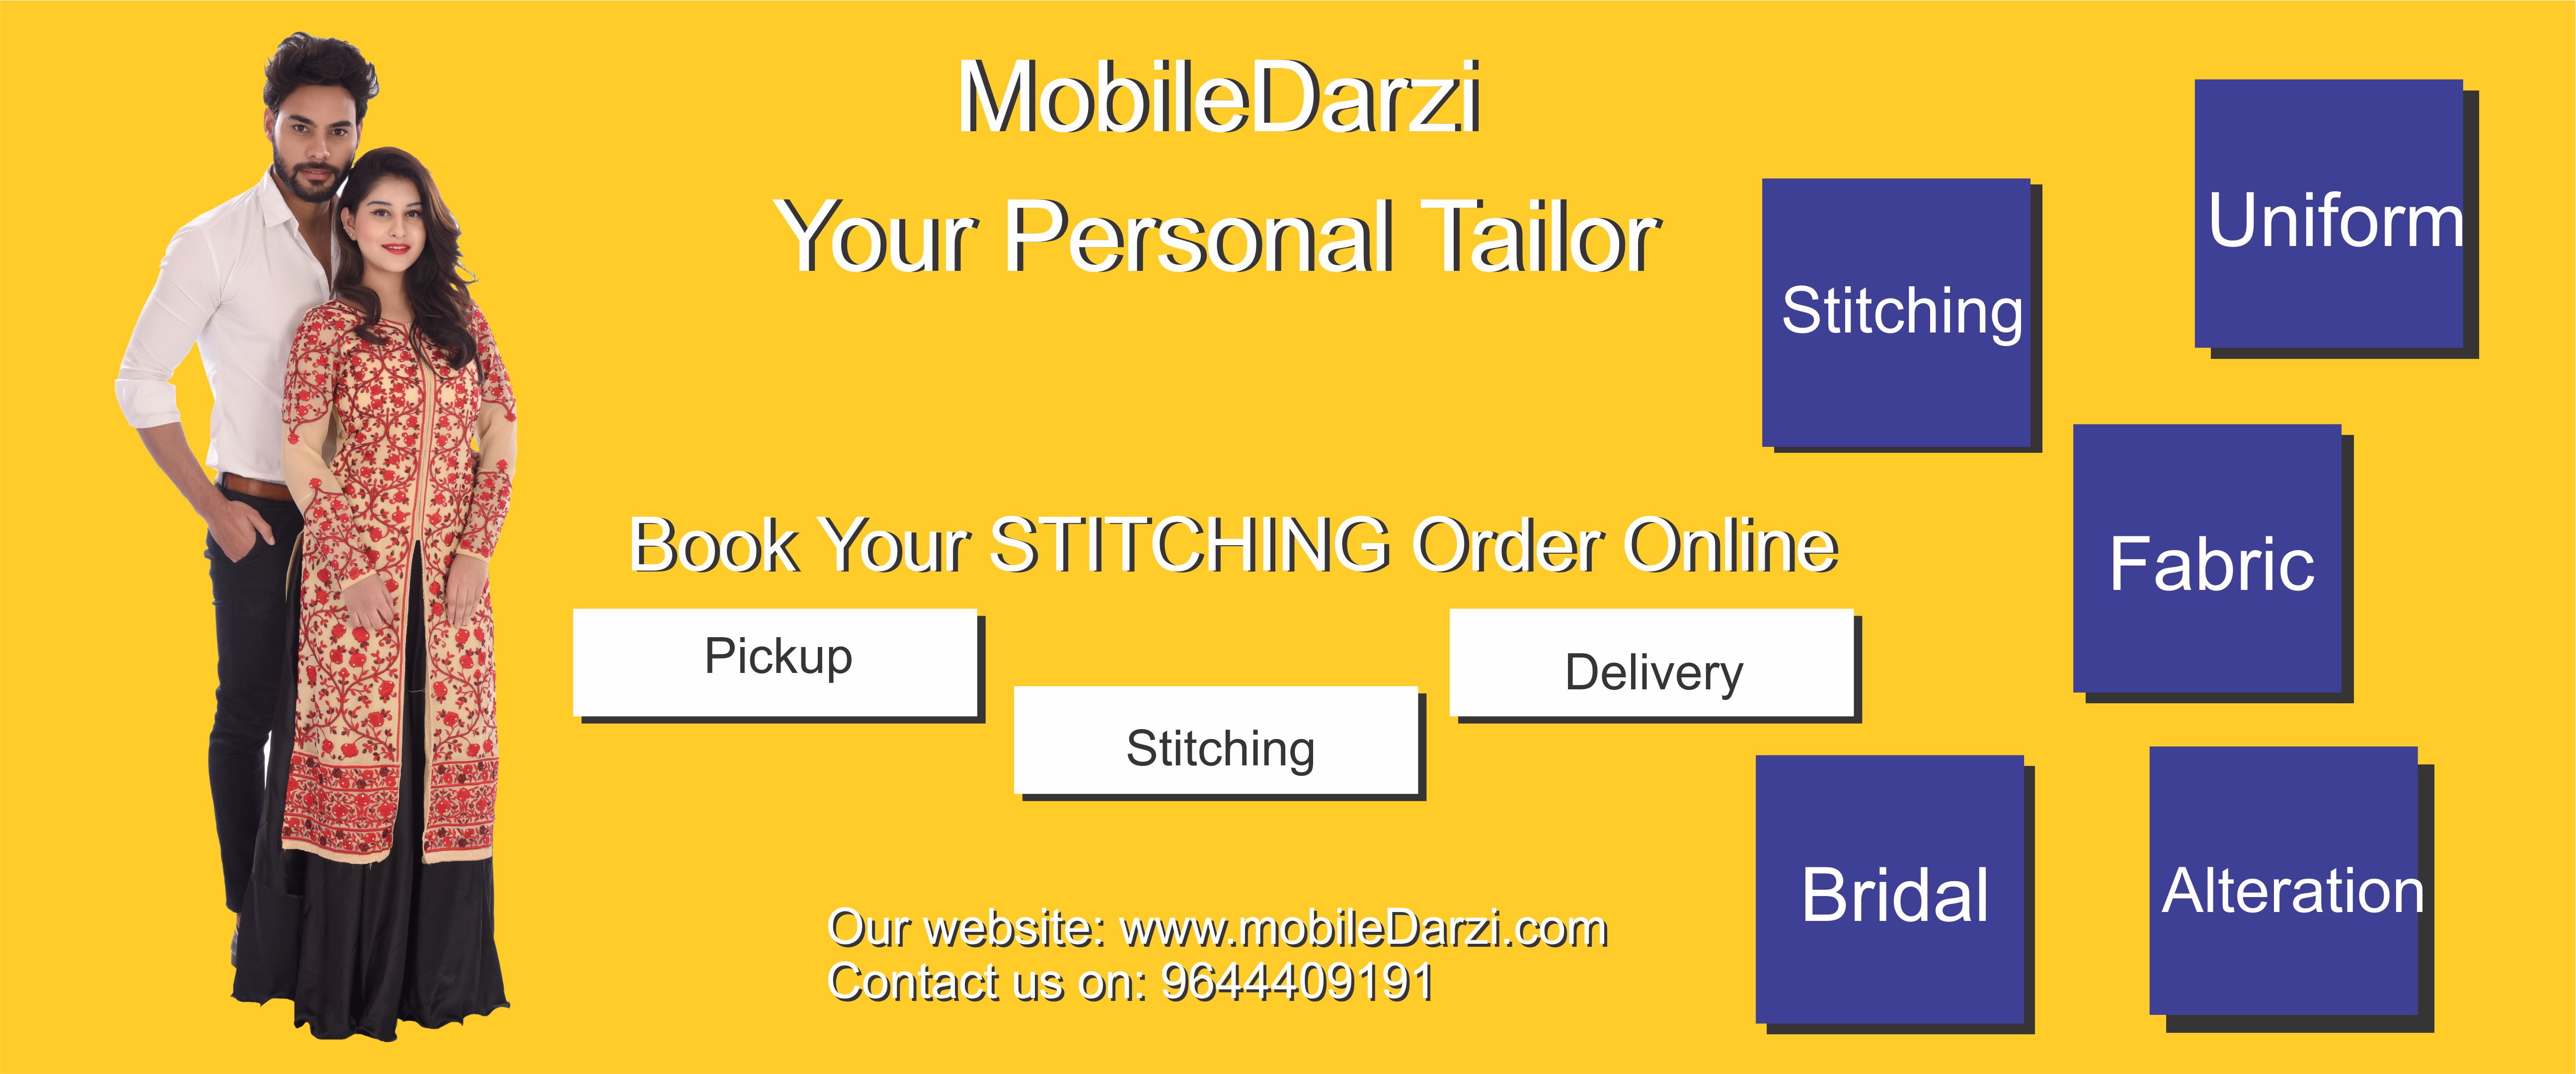 MobileDarzi
Your Personal Tailor
Uniform
Stitching
Fabric
Book Your STITCHING Order Online
Pickup
Stitching
Delivery
Bridal
Alteration
Our website: www.mobileDarzi.com
Contact us on: 9644409191